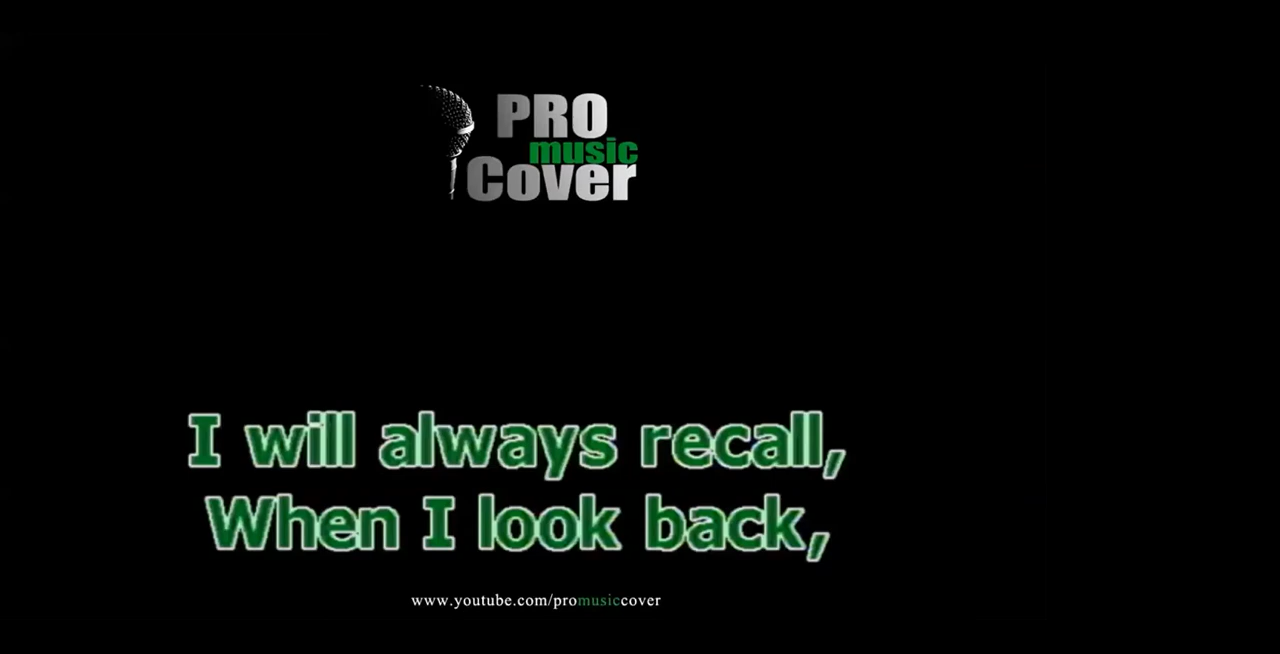 PRO
music
Cover
I will always recall,
When I look back,
www.youtube.com/promusiccover